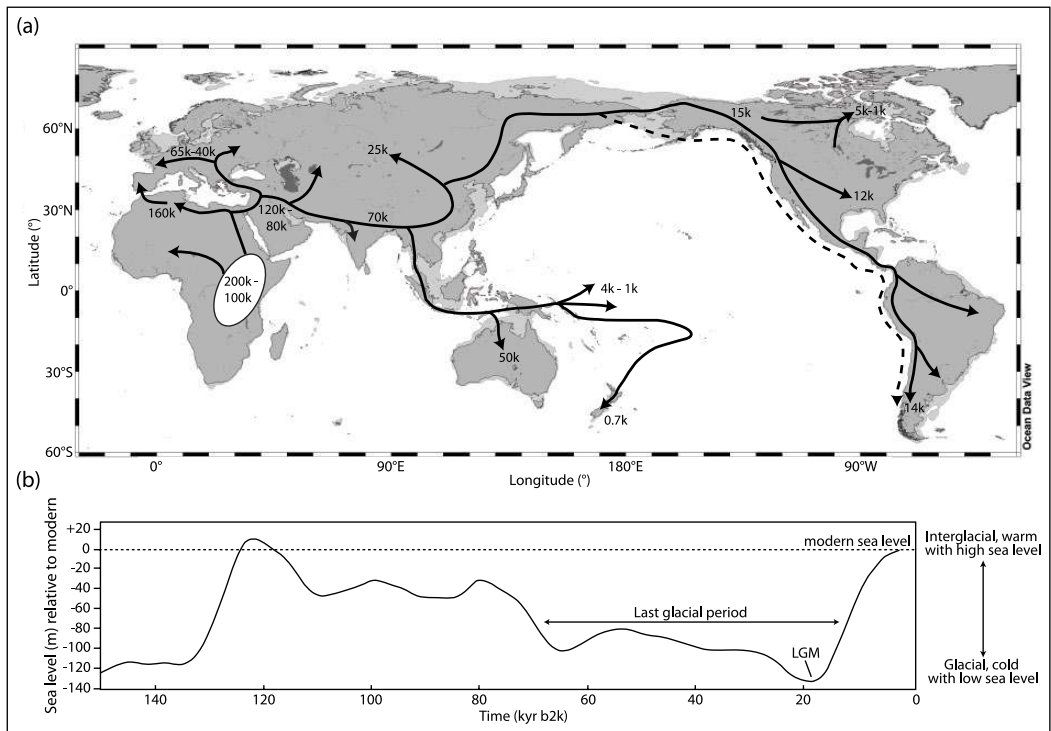 (a)
Latitude (°)
60°N
30°N
0°
30°S
60°S
65k-40k
160k
120k -
80k
200k -
100k
25k
70k
50k
4k - 1k
0.7k
15k
5k-1k
12k
14k
Ocean Data View
0°
90°E
180°E
90°W
Longitude (°)
(b)
Sea level (m) relative to modern
+20
0
-20
-40
-60
-80
-100
-120
-140
modern sea level
Last glacial period
LGM
140
120
100
80
60
40
20
0
Time (kyr b2k)
Interglacial, warm
with high sea level
Glacial, cold
with low sea level